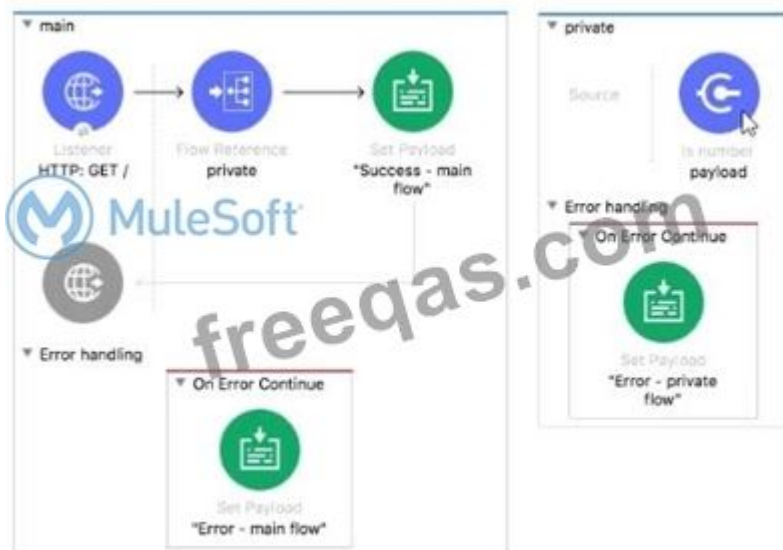 main
Listener
HTTP: GET /
Flow Reference
private
Set Payload
"Success - main
flow"
MuleSoft
Error handling
On Error Continue
Set Payload
"Error - main flow"
private
Source
Is number
payload
Error handling
On Error Continue
Set Payload
"Error - private
flow"
freeqas.com